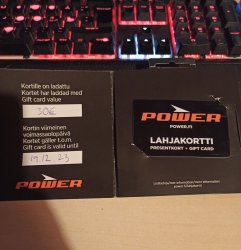 Kortille on ladattu
Kortet har laddad med
Gift card value
30€
Kortin viimeinen
voimassaolopäivä
Kortet gäller t.o.m.
Gift card is valid until
19.12.23
POWER
POWER
POWER.FI
LAHJAKORTTI
PRESENTKORT • GIFT CARD